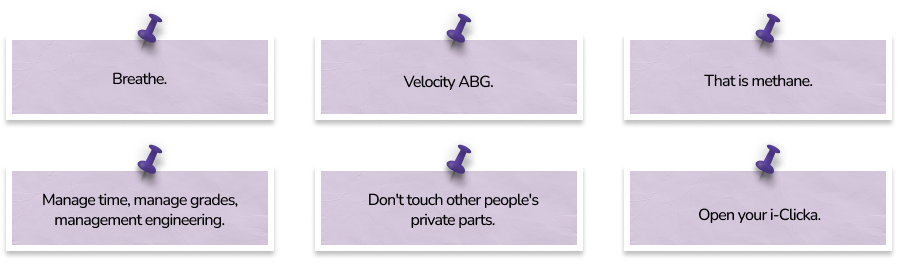 Breathe.
Velocity ABG.
That is methane.
Manage time, manage grades,
management engineering.
Don't touch other people's
private parts.
Open your i-Clicka.